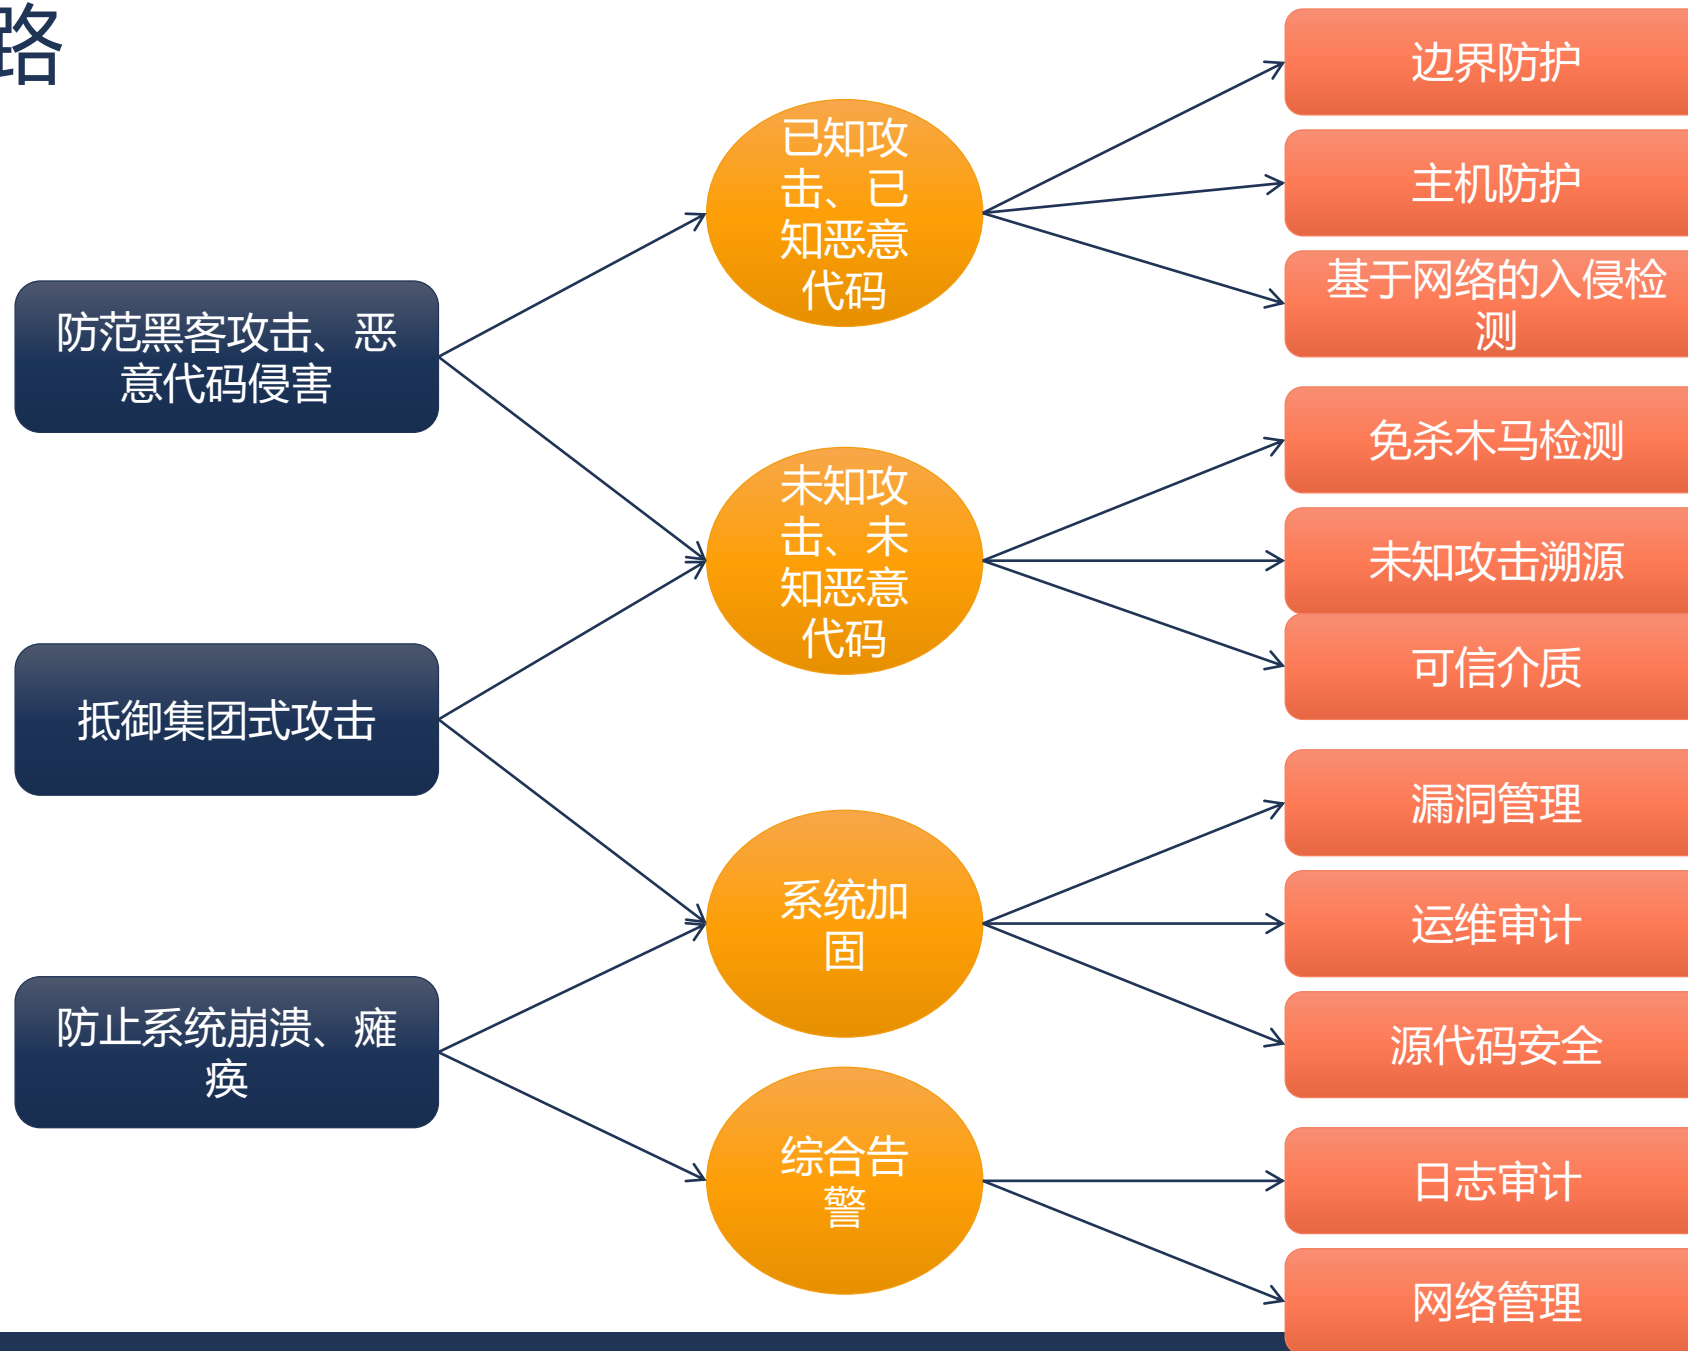 路
防范黑客攻击、恶
意代码侵害
抵御集团式攻击
防止系统崩溃、瘫
痪
已知攻
击、已
知恶意
代码
未知攻
击、未
知恶意
代码
系统加
固
综合告
警
边界防护
主机防护
基于网络的入侵检
测
免杀木马检测
未知攻击溯源
可信介质
漏洞管理
运维审计
源代码安全
日志审计
网络管理